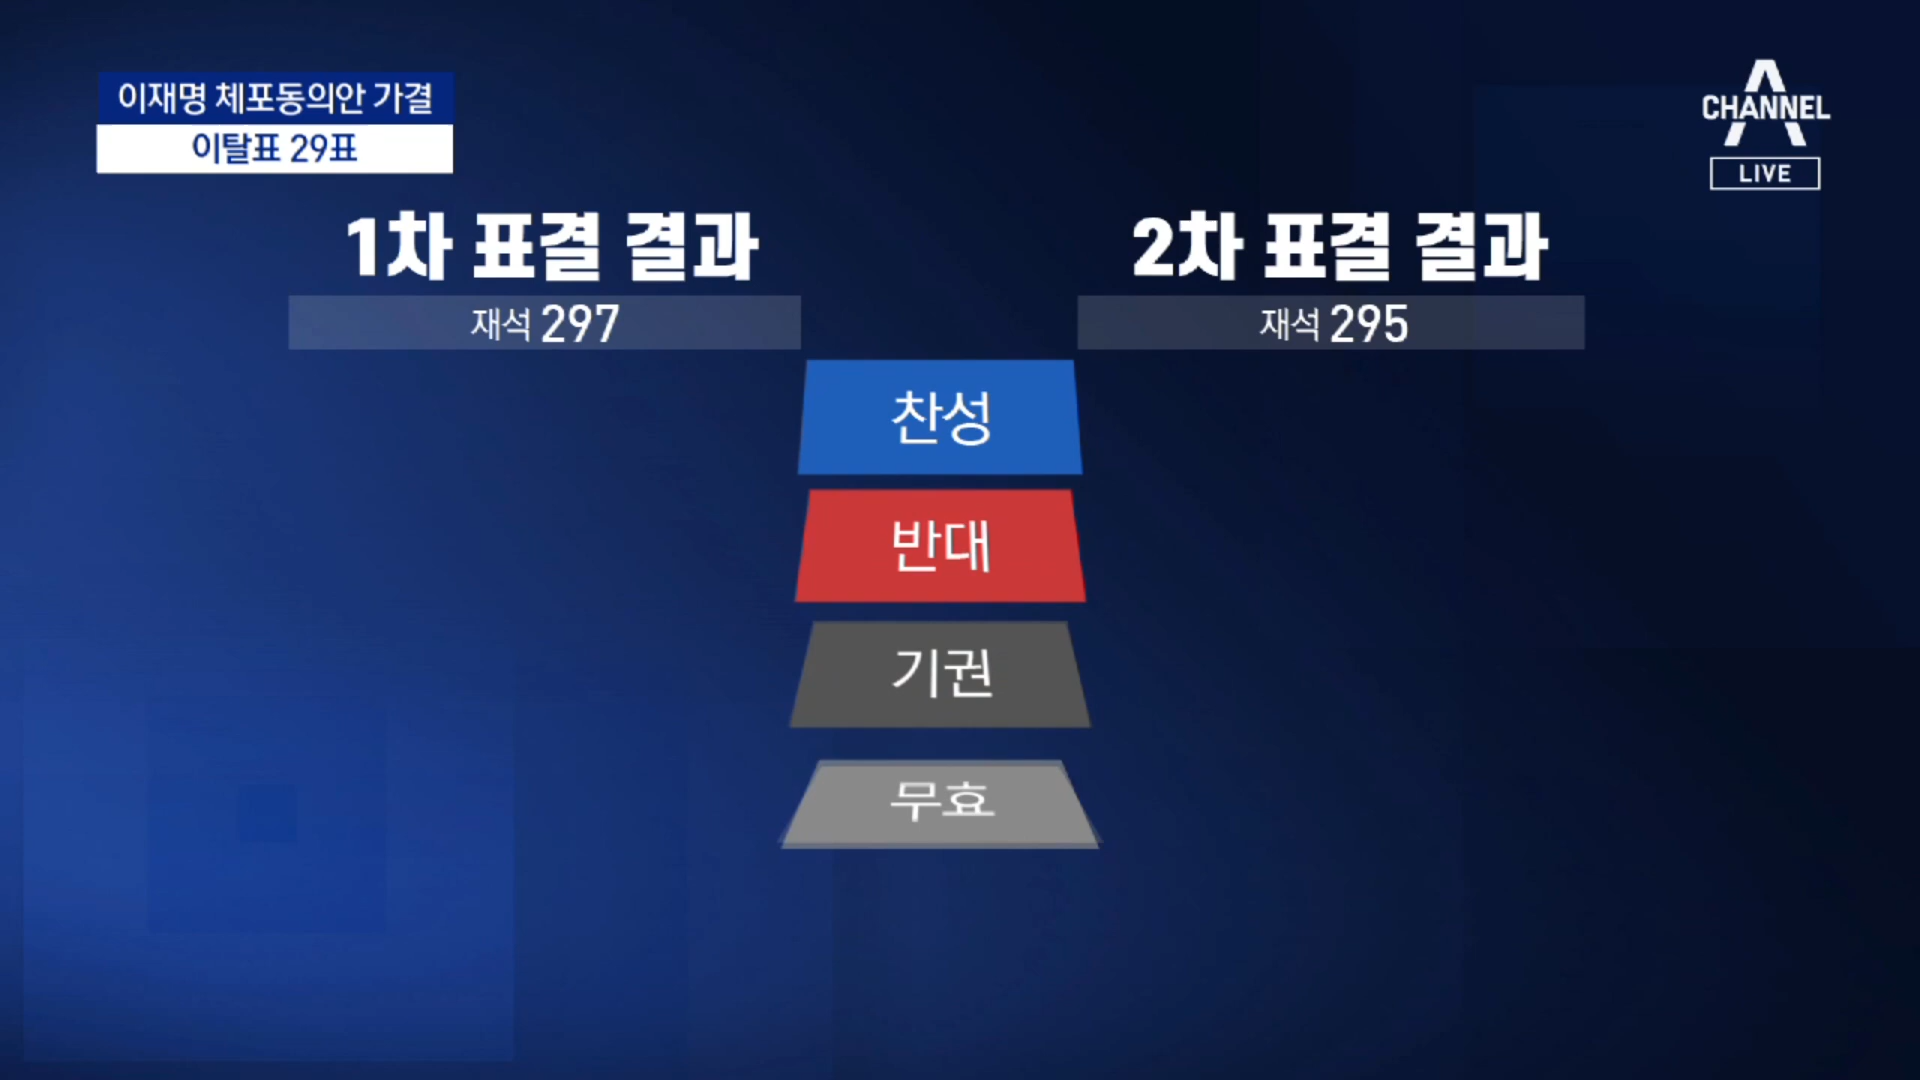 이재명 체포동의안 가결
이탈표 29표
CHANNEL A
LIVE
1차 표결 결과
재석 297
2차 표결 결과
재석 295
찬성
반대
기권
무효